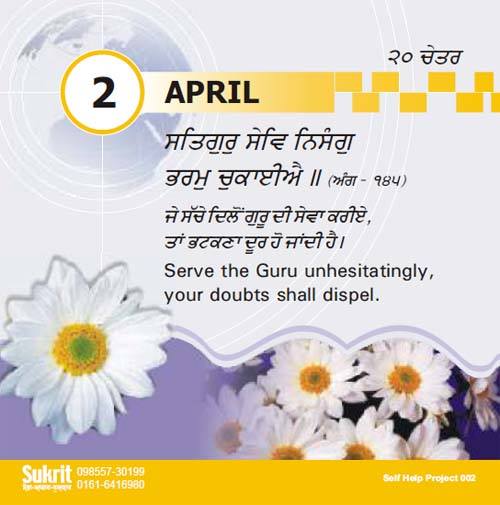 ੨੦ ਚੇਤਰ
2 APRIL
ਸਤਿਗੁਰੁ ਸੇਵਿ ਨਿਸੰਗੁ
ਭਰਮੁ ਚੁਕਾਈਐ ॥ (ਅੰਗ - ੧੪੫)
ਜੇ ਸੱਚੇ ਦਿਲੋਂ ਗੁਰੂ ਦੀ ਸੇਵਾ ਕਰੀਏ,
ਤਾਂ ਭਟਕਣਾ ਦੂਰ ਹੋ ਜਾਂਦੀ ਹੈ।
Serve the Guru unhesitatingly,
your doubts shall dispel.
Sukrit 098557-30199
0161-6416980
Self Help Project 002